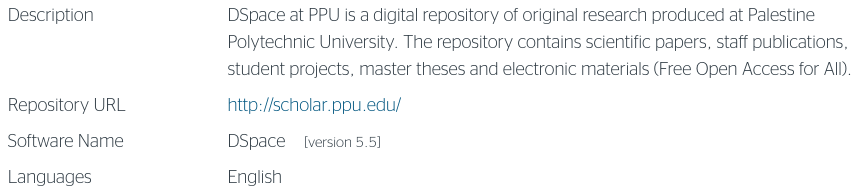 Description DSpace at PPU is a digital repository of original research produced at Palestine
Polytechnic University. The repository contains scientific papers, staff publications,
student projects, master theses and electronic materials (Free Open Access for All).
Repository URL http://scholar.ppu.edu/
Software Name DSpace [version 5.5]
Languages English